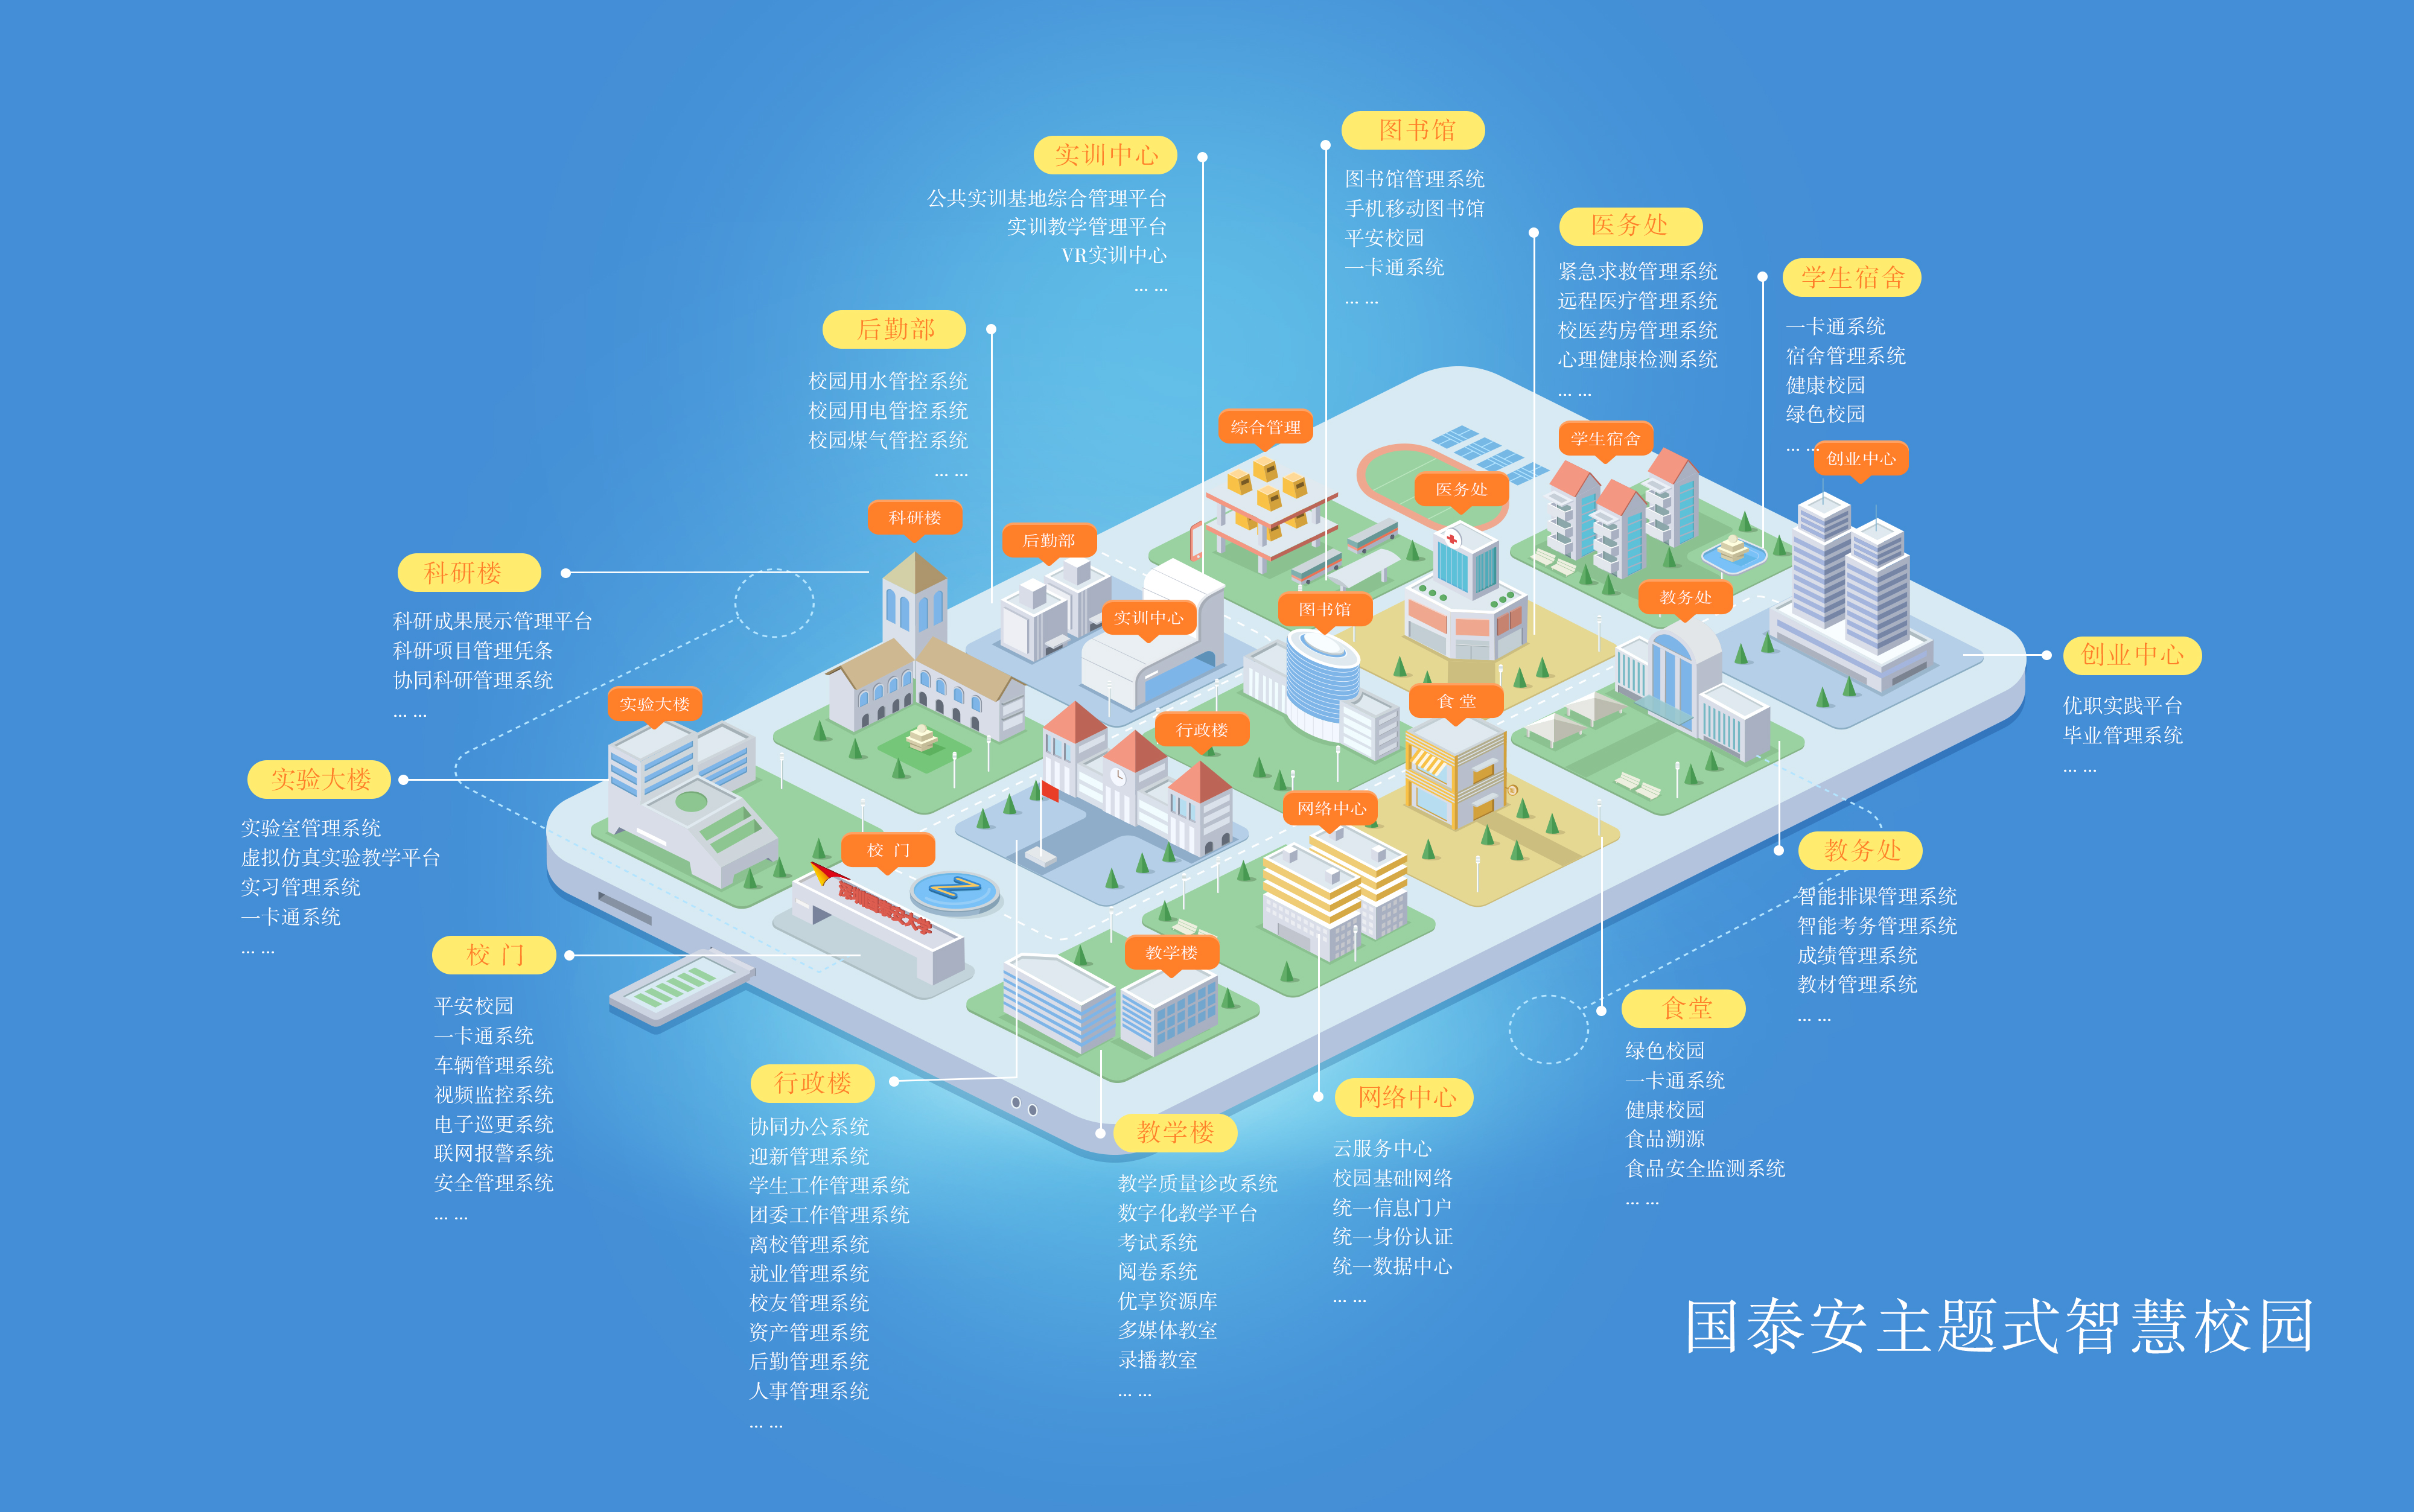 图书馆
图书馆管理系统
手机移动图书馆
平安校园
一卡通系统
... ...
实训中心
公共实训基地综合管理平台
实训教学管理平台
VR实训中心
... ...
医务处
紧急求救管理系统
远程医疗管理系统
校医药房管理系统
心理健康检测系统
... ...
学生宿舍
一卡通系统
宿舍管理系统
健康校园
绿色校园
... ...
后勤部
校园用水管控系统
校园用电管控系统
校园煤气管控系统
... ...
综合管理
学生宿舍
创业中心
医务处
科研楼
后勤部
实训中心
图书馆
教务处
实验大楼
行政楼
食 堂
网络中心
校 门
教学楼
科研楼
科研成果展示管理平台
科研项目管理凭条
协同科研管理系统
... ...
创业中心
优职实践平台
毕业管理系统
... ...
实验大楼
实验室管理系统
虚拟仿真实验教学平台
实习管理系统
一卡通系统
... ...
教务处
智能排课管理系统
智能考务管理系统
成绩管理系统
教材管理系统
... ...
校 门
平安校园
一卡通系统
车辆管理系统
视频监控系统
电子巡更系统
联网报警系统
安全管理系统
... ...
食堂
绿色校园
一卡通系统
健康校园
食品溯源
食品安全监测系统
... ...
行政楼
协同办公系统
迎新管理系统
学生工作管理系统
团委工作管理系统
离校管理系统
就业管理系统
校友管理系统
资产管理系统
后勤管理系统
人事管理系统
... ...
教学楼
教学质量诊改系统
数字化教学平台
考试系统
阅卷系统
优享资源库
多媒体教室
录播教室
... ...
网络中心
云服务中心
校园基础网络
统一信息门户
统一身份认证
统一数据中心
... ...
国泰安主题式智慧校园